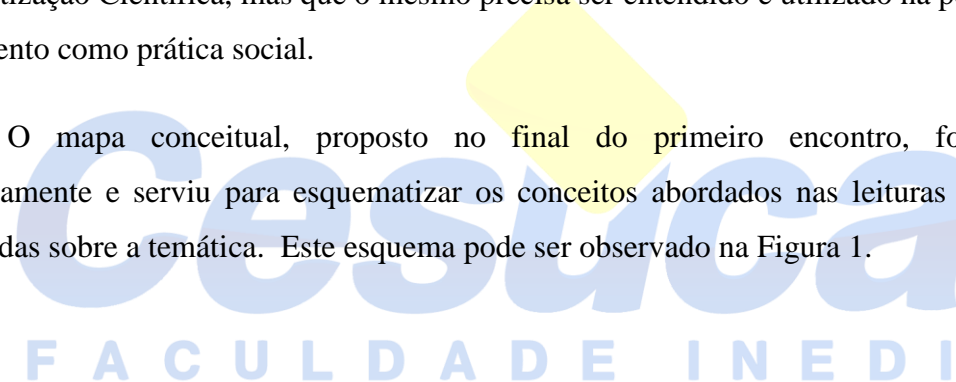 tização Científica, mas que o mesmo precisa ser entendido e utilizado na p
ento como prática social.
O mapa conceitual, proposto no final do primeiro encontro, fo
amente e serviu para esquematizar os conceitos abordados nas leituras
das sobre a temática. Este esquema pode ser observado na Figura 1.
Cesuca
FACULDADE INEDI